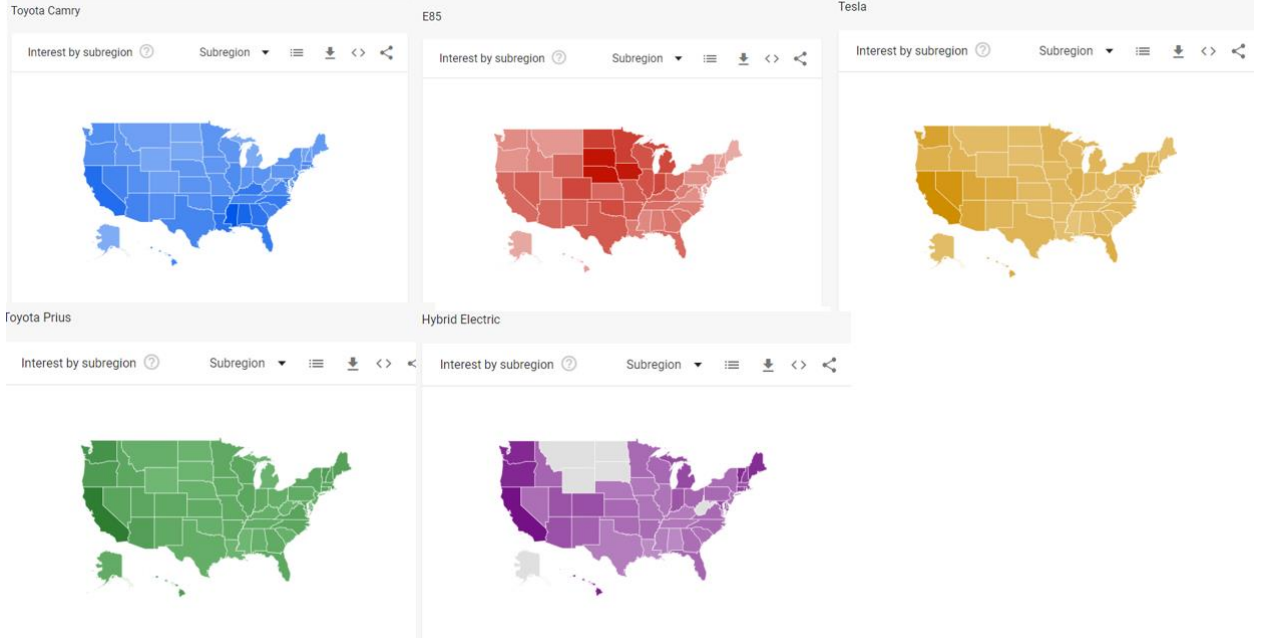 Toyota Camry
Interest by subregion ?
Subregion
E85
Interest by subregion ?
Subregion
Tesla
Interest by subregion ?
Subregion
Toyota Prius
Interest by subregion ?
Subregion
Hybrid Electric
Interest by subregion ?
Subregion